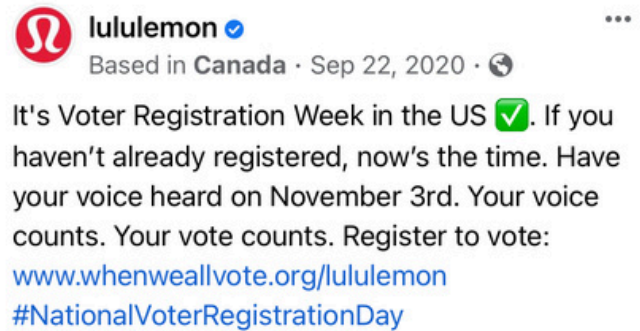 lululemon
Based in Canada · Sep 22, 2020 ·
It's Voter Registration Week in the US ✅. If you
haven’t already registered, now’s the time. Have
your voice heard on November 3rd. Your voice
counts. Your vote counts. Register to vote:
www.whenweallvote.org/lululemon
#NationalVoterRegistrationDay